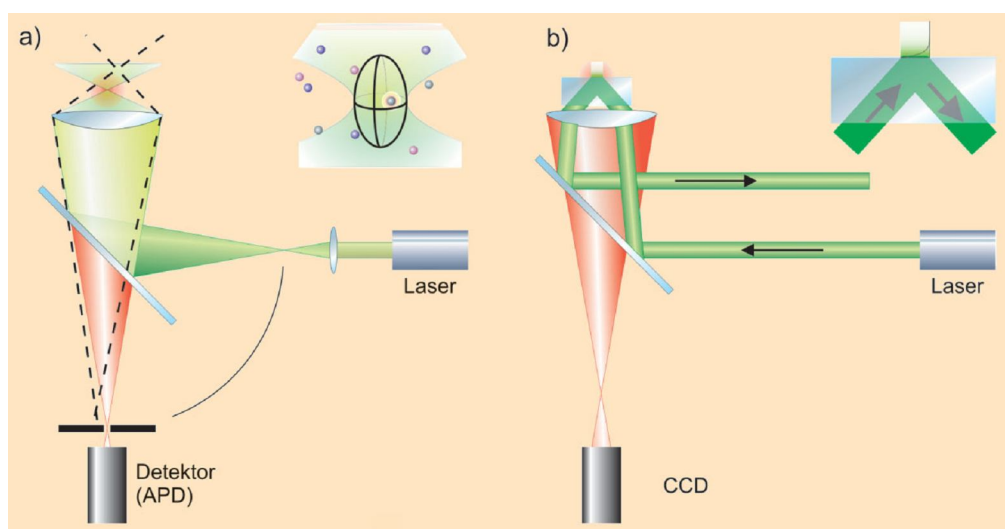 a)
Laser
Detektor
(APD)
b)
Laser
CCD